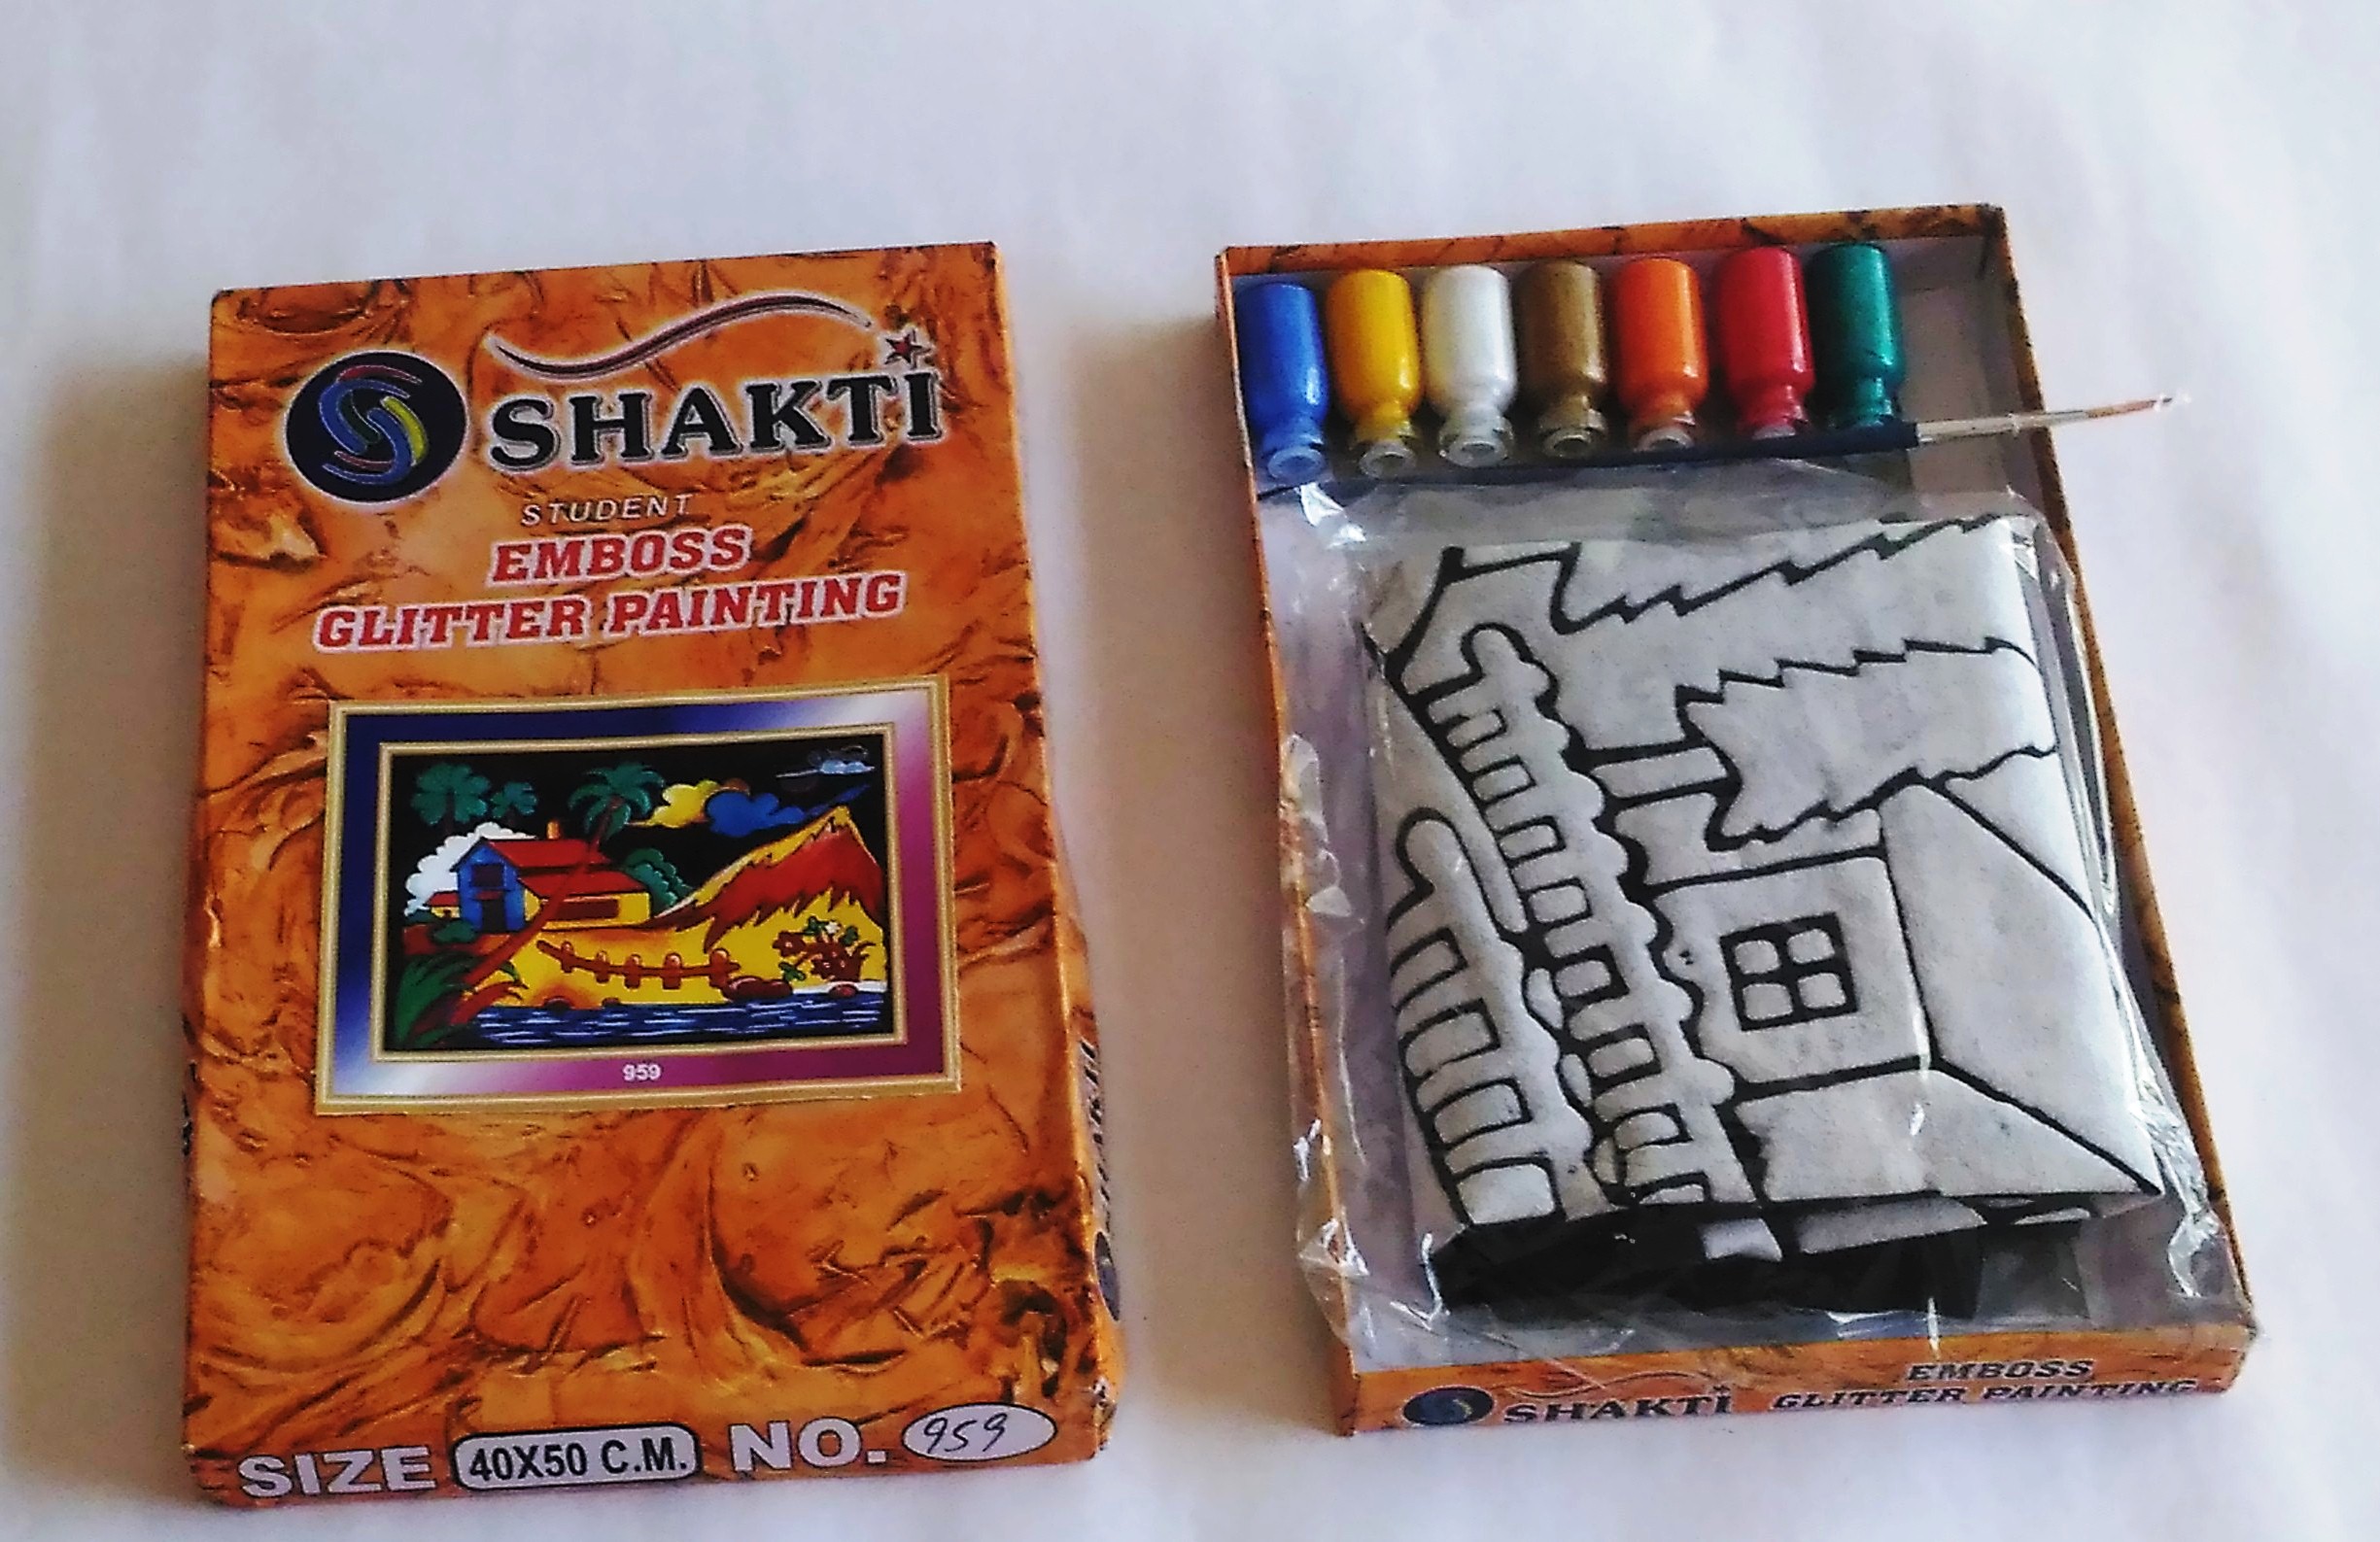 SHAKTi
STUDENT
EMBOSS
GLITTER PAINTING
959
SIZE 40X50 C.M. NO. 959
SHAKTi EMBOSS
GLITTER PAINTING